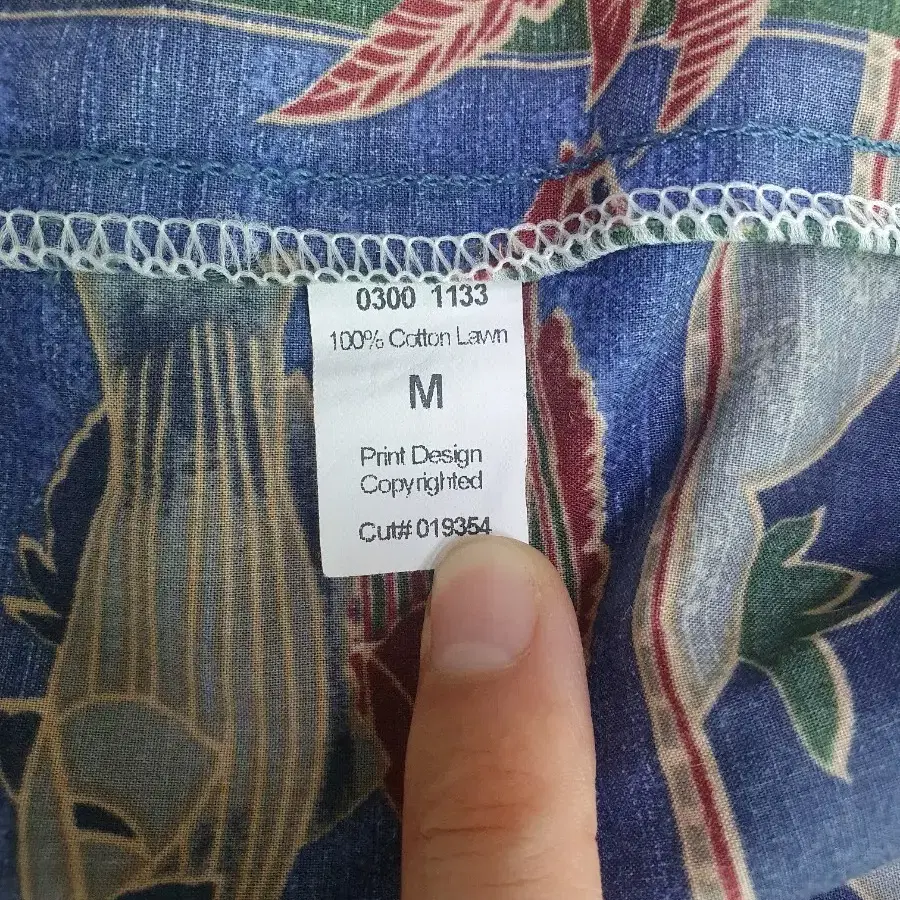 0300 1133
100% Cotton Lawn
M
Print Design
Copyrighted
Cut# 019354